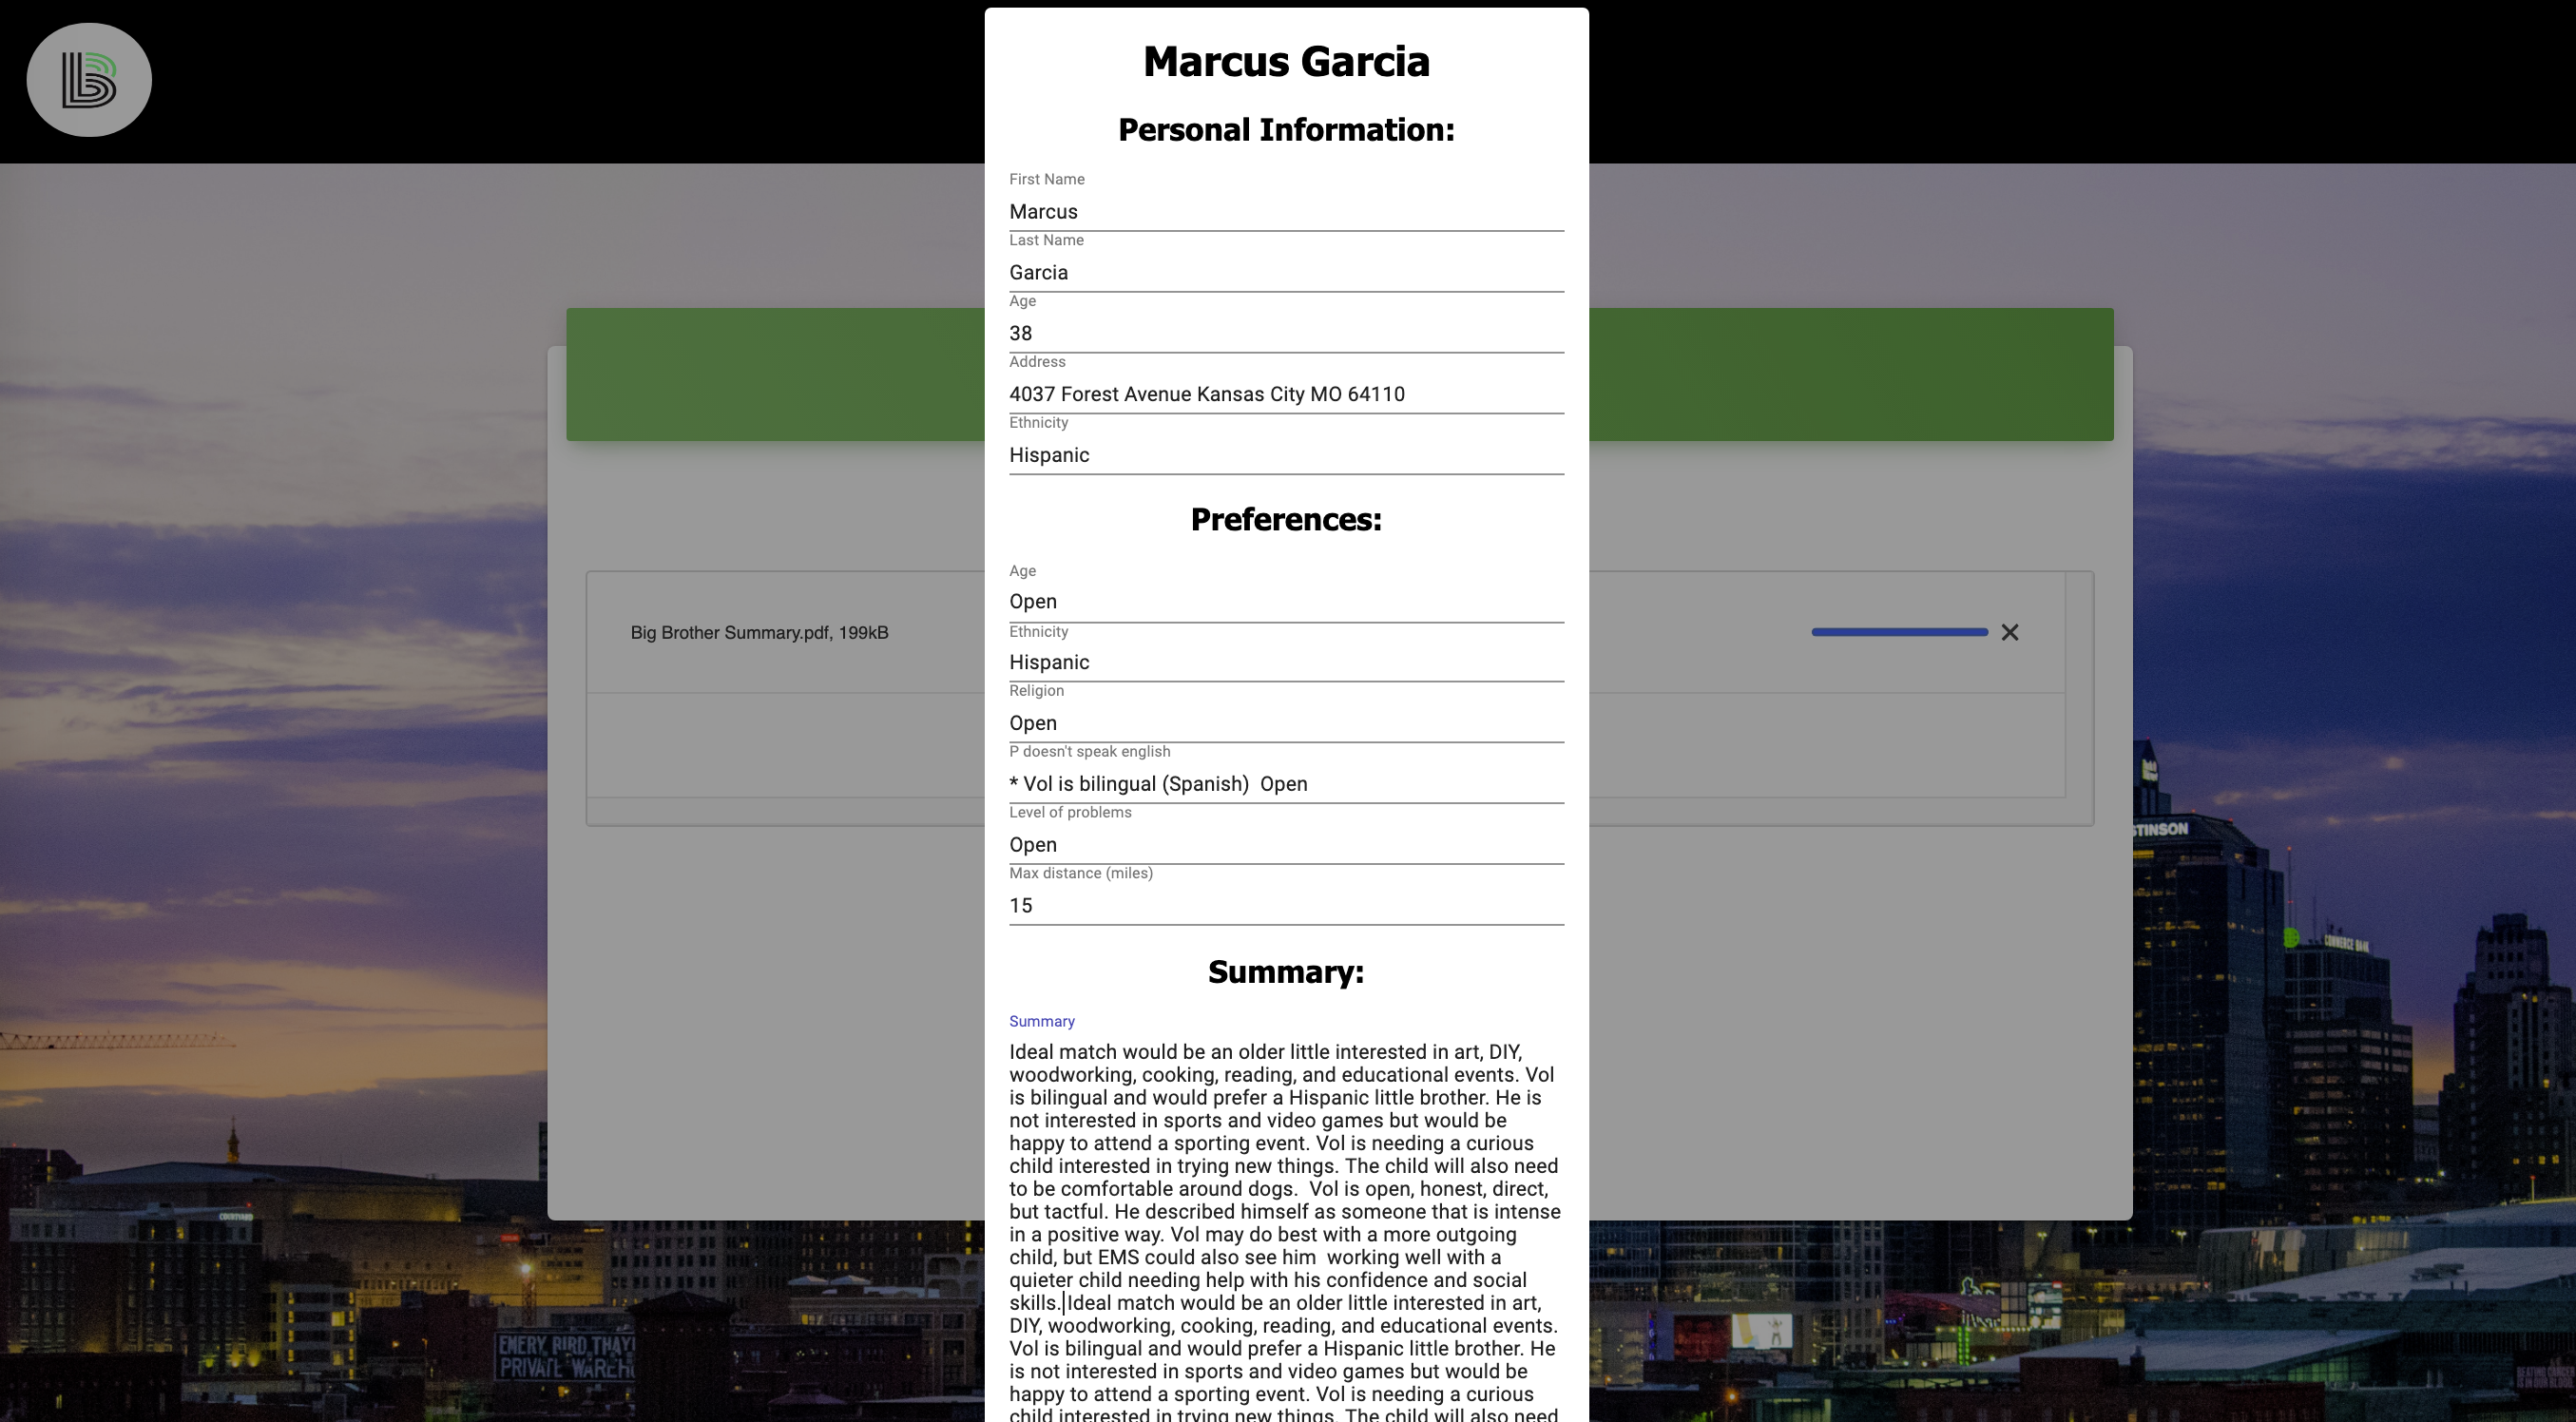 Marcus Garcia
Personal Information:
First Name
Marcus
Last Name
Garcia
Age
38
Address
4037 Forest Avenue Kansas City MO 64110
Ethnicity
Hispanic
Preferences:
Age
Open
Ethnicity
Hispanic
Religion
Open
P doesn't speak english
* Vol is bilingual (Spanish)  Open
Level of problems
Open
Max distance (miles)
15
Summary:
Summary
Ideal match would be an older little interested in art, DIY,
woodworking, cooking, reading, and educational events. Vol
is bilingual and would prefer a Hispanic little brother. He is
not interested in sports and video games but would be
happy to attend a sporting event. Vol is needing a curious
child interested in trying new things. The child will also need
to be comfortable around dogs.  Vol is open, honest, direct,
but tactful. He described himself as someone that is intense
in a positive way. Vol may do best with a more outgoing
child, but EMS could also see him  working well with a
quieter child needing help with his confidence and social
skills.Ideal match would be an older little interested in art,
DIY, woodworking, cooking, reading, and educational events.
Vol is bilingual and would prefer a Hispanic little brother. He
is not interested in sports and video games but would be
happy to attend a sporting event. Vol is needing a curious
child interested in trying new things. The child will also need
Big Brother Summary.pdf, 199kB
STINSON
COMMERCE BANK
COURTYARD
EMERY, BIRD, THAY
PRIVATE WAREH